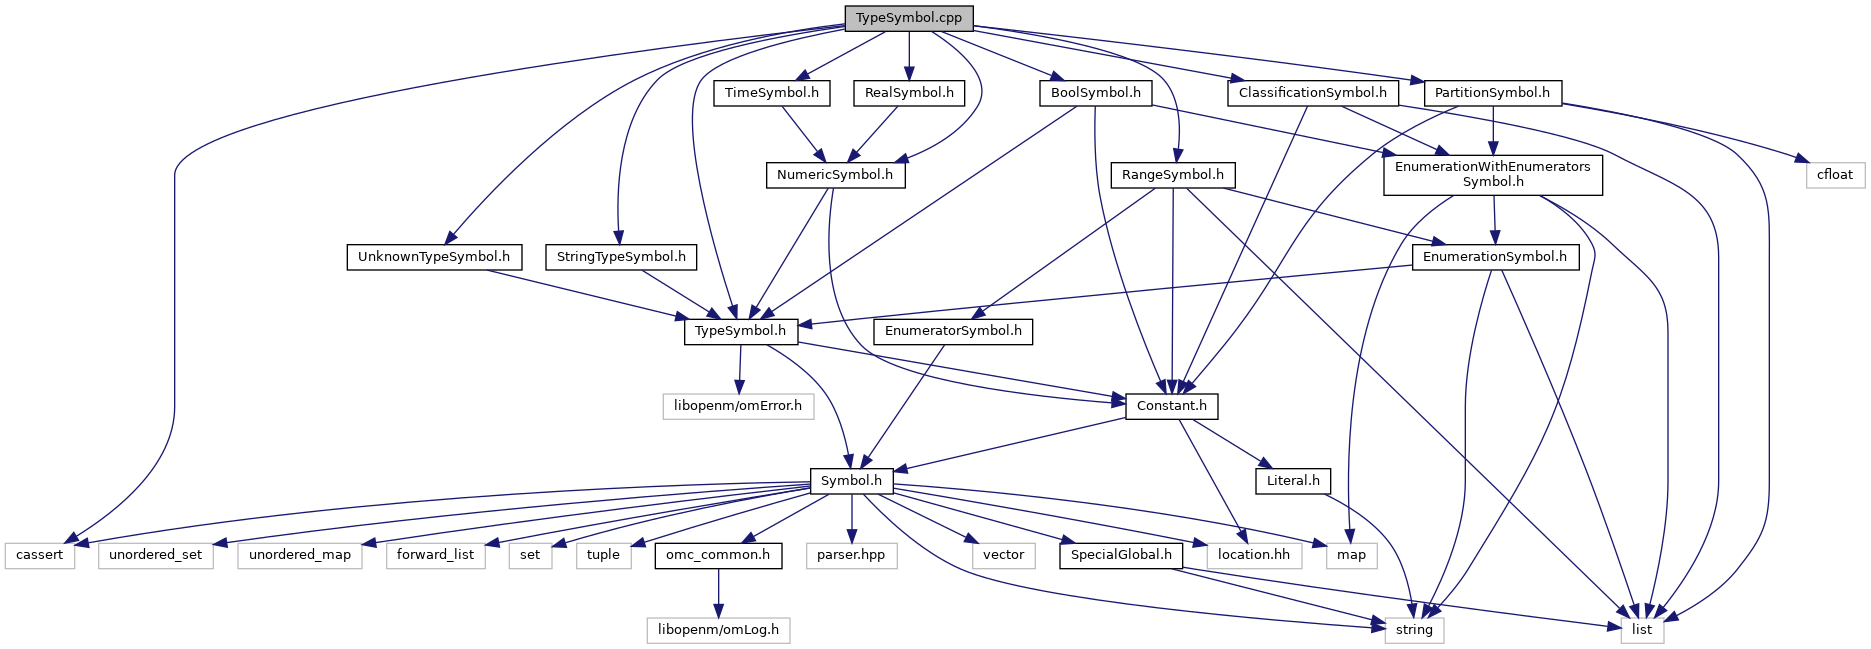 TypeSymbol.cpp
TimeSymbol.h
RealSymbol.h
BoolSymbol.h
ClassificationSymbol.h
PartitionSymbol.h
NumericSymbol.h
RangeSymbol.h
EnumerationWithEnumerators
Symbol.h
cfloat
UnknownTypeSymbol.h
StringTypeSymbol.h
EnumerationSymbol.h
TypeSymbol.h
EnumeratorSymbol.h
libopenm/omError.h
Constant.h
Symbol.h
Literal.h
cassert
unordered_set
unordered_map
forward_list
set
tuple
omc_common.h
parser.hpp
vector
SpecialGlobal.h
location.hh
map
libopenm/omLog.h
string
list